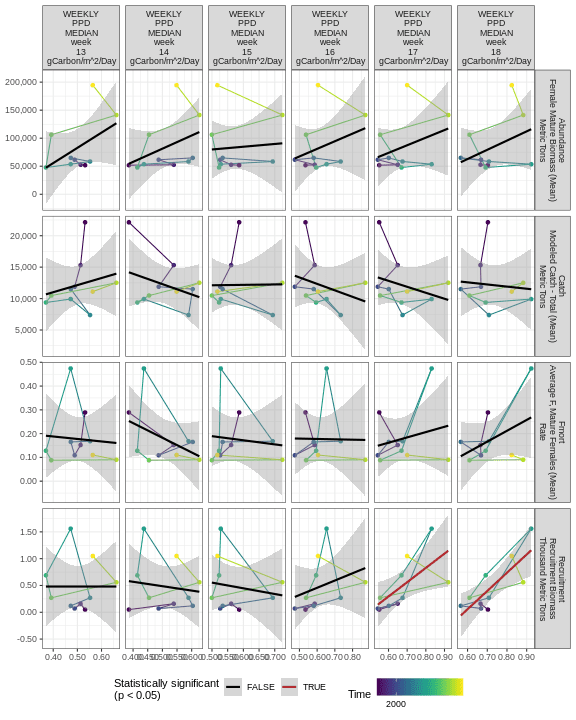 WEEKLY
PPD
MEDIAN
week
13
gCarbon/m^2/Day
WEEKLY
PPD
MEDIAN
week
14
gCarbon/m^2/Day
WEEKLY
PPD
MEDIAN
week
15
gCarbon/m^2/Day
WEEKLY
PPD
MEDIAN
week
16
gCarbon/m^2/Day
WEEKLY
PPD
MEDIAN
week
17
gCarbon/m^2/Day
WEEKLY
PPD
MEDIAN
week
18
gCarbon/m^2/Day
200,000
150,000
100,000
50,000
0
Abundance
Female Mature Biomass (Mean)
Metric Tons
20,000
15,000
10,000
5,000
Catch
Modeled Catch - Total (Mean)
Metric Tons
0.50
0.40
0.30
0.20
0.10
0.00
Fmort
Average F, Mature Females (Mean)
Rate
1.50
1.00
0.50
0.00
-0.50
Recruitment
Recruitment Biomass
Thousand Metric Tons
0.40 0.50 0.60
0.40 0.45 0.50 0.55 0.60
0.50 0.55 0.60 0.65 0.70
0.50 0.60 0.70 0.80
0.60 0.70 0.80 0.90
0.60 0.70 0.80 0.90
Statistically significant
(p < 0.05)
FALSE
TRUE
Time
2000